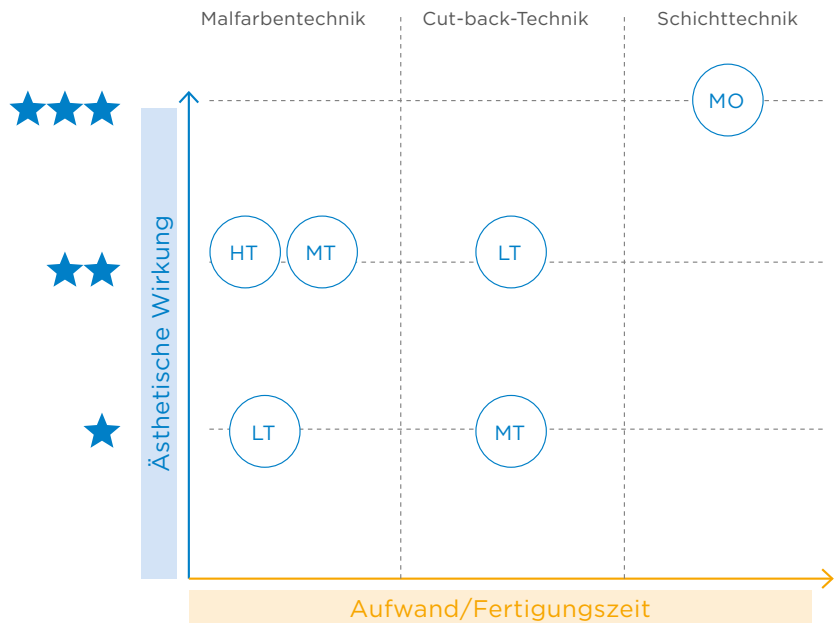 Malfarbentechnik Cut-back-Technik Schichttechnik
MO
HT MT LT
LT MT
Ästhetische Wirkung
Aufwand/Fertigungszeit